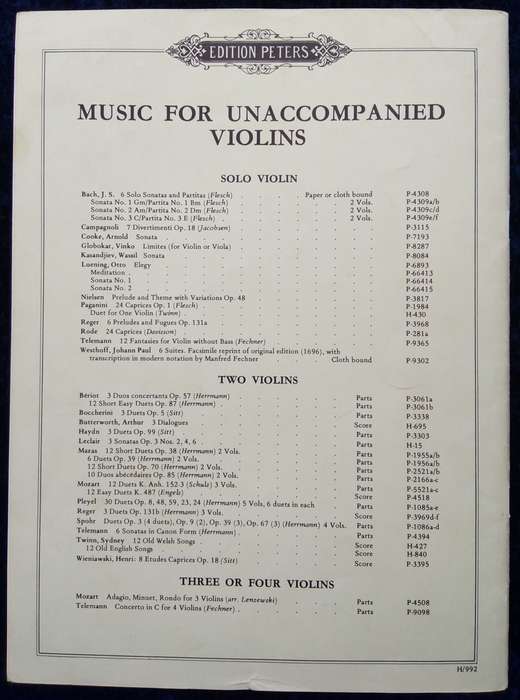 EDITION PETERS
MUSIC FOR UNACCOMPANIED
VIOLINS
SOLO VIOLIN
Bach, J. S. 6 Solo Sonatas and Partitas (Flesch) . . . . Paper or cloth bound P-4308
Sonata No. 1 Gm/Partita No. 1 Bm (Flesch) . . . . 2 Vols. P-4309a/b
Sonata No. 2 Am/Partita No. 2 Dm (Flesch) . . . . 2 Vols. P-4309c/d
Sonata No. 3 C/Partita No. 3 E (Flesch) . . . . 2 Vols. P-4309e/f
Campagnoli 7 Divertimenti Op. 18 (Jacobsen) P-3115
Cooke, Arnold Sonata P-7193
Globokar, Vinko Limites (for Violin or Viola) P-8287
Kasandjiev, Wassil Sonata P-8084
Luening, Otto Elegy P-6893
Meditation P-66413
Sonata No. 1 P-66414
Sonata No. 2 P-66415
Nielsen Prelude and Theme with Variations Op. 48 P-3817
Paganini 24 Caprices Op. 1 (Flesch) P-1984
Duet for One Violin (Twinn) H-430
Reger 6 Preludes and Fugues Op. 131a P-3968
Rode 24 Caprices (Davisson) P-281a
Telemann 12 Fantasies for Violin without Bass (Fechner) P-9365
Westhoff, Johann Paul 6 Suites. Facsimile reprint of original edition (1696), with
transcription in modern notation by Manfred Fechner Cloth bound P-9302
TWO VIOLINS
Bériot 3 Duos concertants Op. 57 (Herrmann) Parts P-3061a
12 Short Easy Duets Op. 87 (Herrmann) Parts P-3061b
Boccherini 3 Duets Op. 5 (Sitt) Parts P-3338
Butterworth, Arthur 3 Dialogues Score H-695
Haydn 3 Duets Op. 99 (Sitt) Parts P-3303
Leclair 3 Sonatas Op. 3 Nos. 2, 4, 6 Parts H-15
Mazas 12 Short Duets Op. 38 (Herrmann) 2 Vols. Parts P-1955a/b
6 Duets Op. 39 (Herrmann) 2 Vols. Parts P-1956a/b
12 Short Duets Op. 70 (Herrmann) 2 Vols. Parts P-2521a/b
10 Duos abécédaires Op. 85 (Herrmann) 2 Vols. Parts P-2166a-c
Mozart 12 Duets K. Anh. 152-3 (Schulz) 3 Vols. Parts P-5521a-c
12 Easy Duets K. 487 (Engels) Score P-4518
Pleyel 30 Duets Op. 8, 48, 59, 23, 24 (Herrmann) 5 Vols, 6 duets in each Parts P-1085a-e
Reger 3 Duets Op. 131b (Herrmann) 3 Vols. Score P-3969d-f
Spohr Duets Op. 3 (4 duets), Op. 9 (2), Op. 39 (3), Op. 67 (3) (Herrmann) 4 Vols. Parts P-1086a-d
Telemann 6 Sonatas in Canon Form (Herrmann) Parts P-4394
Twinn, Sydney 12 Old Welsh Songs Score H-427
12 Old English Songs Score H-840
Wieniawski, Henri: 8 Etudes Caprices Op. 18 (Sitt) Score P-3395
THREE OR FOUR VIOLINS
Mozart Adagio, Minuet, Rondo for 3 Violins (arr. Lenzewski) Parts P-4508
Telemann Concerto in C for 4 Violins (Fechner) Parts P-9098
H/992